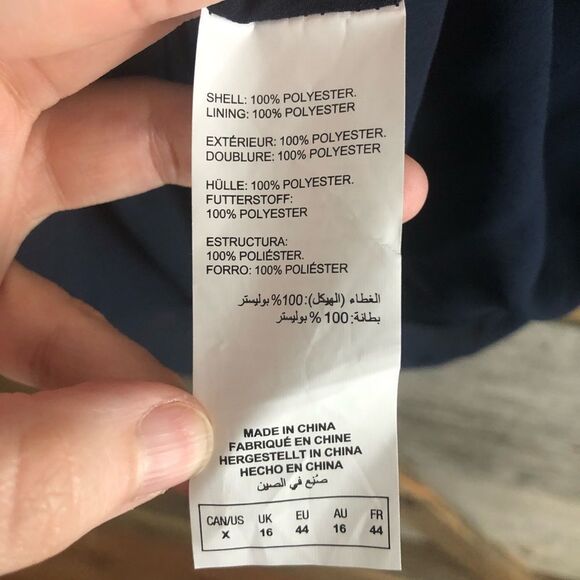 SHELL: 100% POLYESTER.
LINING: 100% POLYESTER
EXTÉRIEUR: 100% POLYESTER.
DOUBLURE: 100% POLYESTER
HÜLLE: 100% POLYESTER.
FUTTERSTOFF:
100% POLYESTER
ESTRUCTURA:
100% POLIÉSTER.
FORRO: 100% POLIÉSTER
الغطاء (الهيكل): 100% بوليستر
بطانة: 100 % بوليستر
MADE IN CHINA
FABRIQUÉ EN CHINE
HERGESTELLT IN CHINA
HECHO EN CHINA
صُنِع في الصين
CAN/US UK EU AU FR
X 16 44 16 44